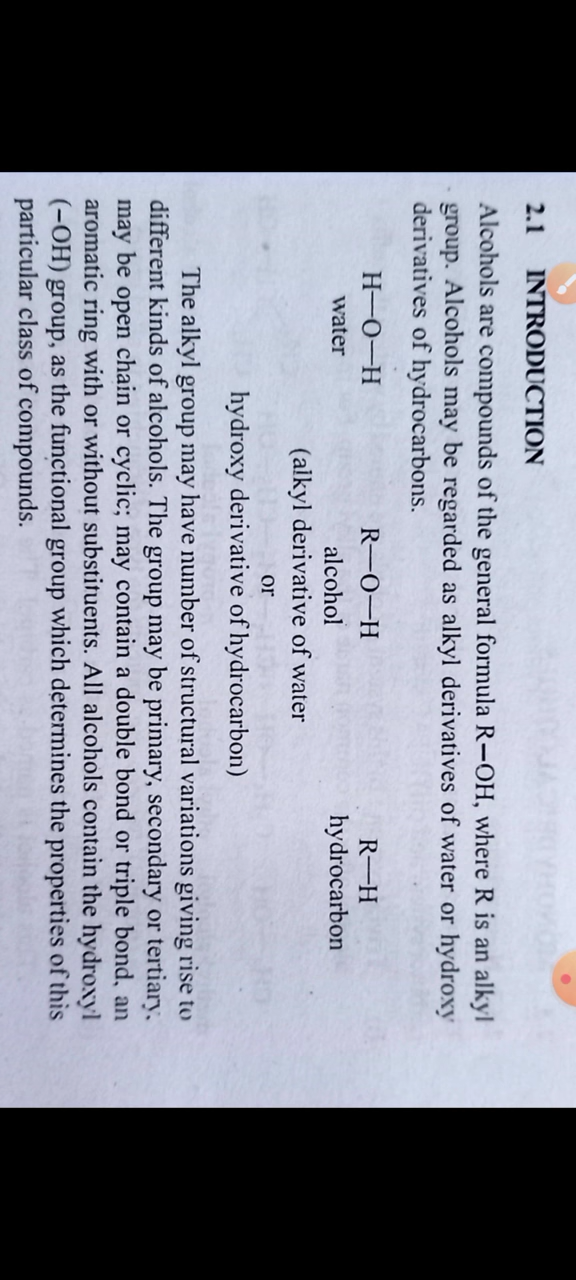 2.1 INTRODUCTION
Alcohols are compounds of the general formula R–OH, where R is an alkyl
group. Alcohols may be regarded as alkyl derivatives of water or hydroxy
derivatives of hydrocarbons.
H—O—H R—O—H R—H
water alcohol hydrocarbon
(alkyl derivative of water
or
hydroxy derivative of hydrocarbon)
The alkyl group may have number of structural variations giving rise to
different kinds of alcohols. The group may be primary, secondary or tertiary.
may be open chain or cyclic; may contain a double bond or triple bond, an
aromatic ring with or without substituents. All alcohols contain the hydroxyl
(–OH) group, as the functional group which determines the properties of this
particular class of compounds.